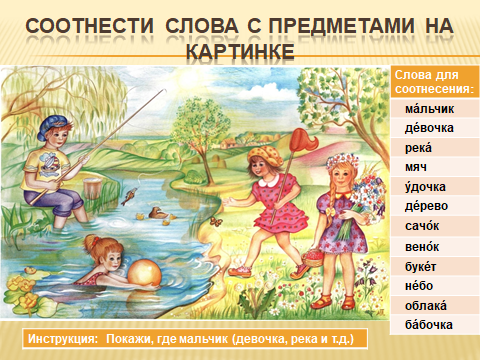 СООТНЕСТИ СЛОВА С ПРЕДМЕТАМИ НА
КАРТИНКЕ
Слова для
соотнесения:
ма́льчик
де́вочка
река́
мяч
у́дочка
де́рево
сачо́к
вено́к
буке́т
не́бо
облака́
ба́бочка
Инструкция: Покажи, где мальчик (девочка, река и т.д.)